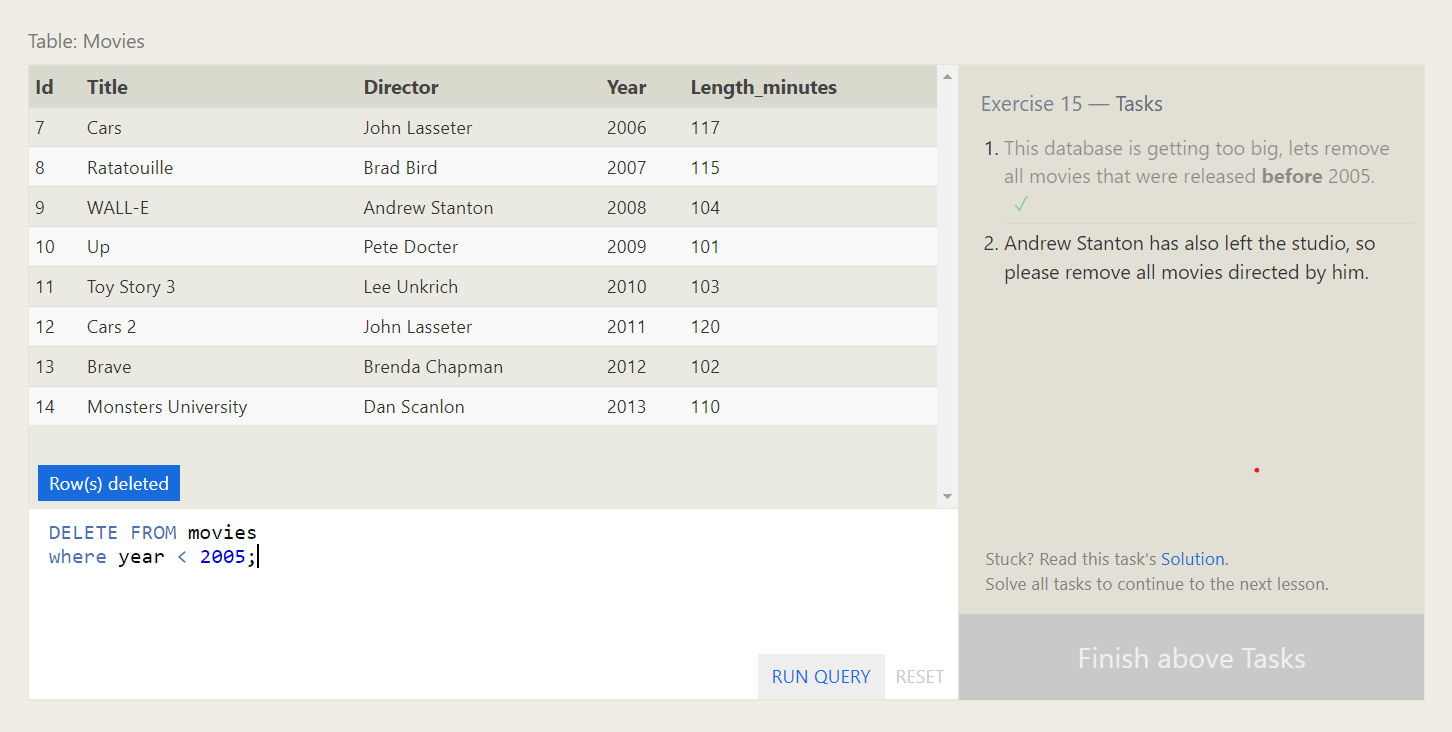 Table: Movies
Id Title Director Year Length_minutes
7 Cars John Lasseter 2006 117
8 Ratatouille Brad Bird 2007 115
9 WALL-E Andrew Stanton 2008 104
10 Up Pete Docter 2009 101
11 Toy Story 3 Lee Unkrich 2010 103
12 Cars 2 John Lasseter 2011 120
13 Brave Brenda Chapman 2012 102
14 Monsters University Dan Scanlon 2013 110
Row(s) deleted
DELETE FROM movies
where year < 2005;
RUN QUERY RESET
Exercise 15 — Tasks
1. This database is getting too big, lets remove
all movies that were released before 2005.
✓
2. Andrew Stanton has also left the studio, so
please remove all movies directed by him.
Stuck? Read this task's Solution.
Solve all tasks to continue to the next lesson.
Finish above Tasks